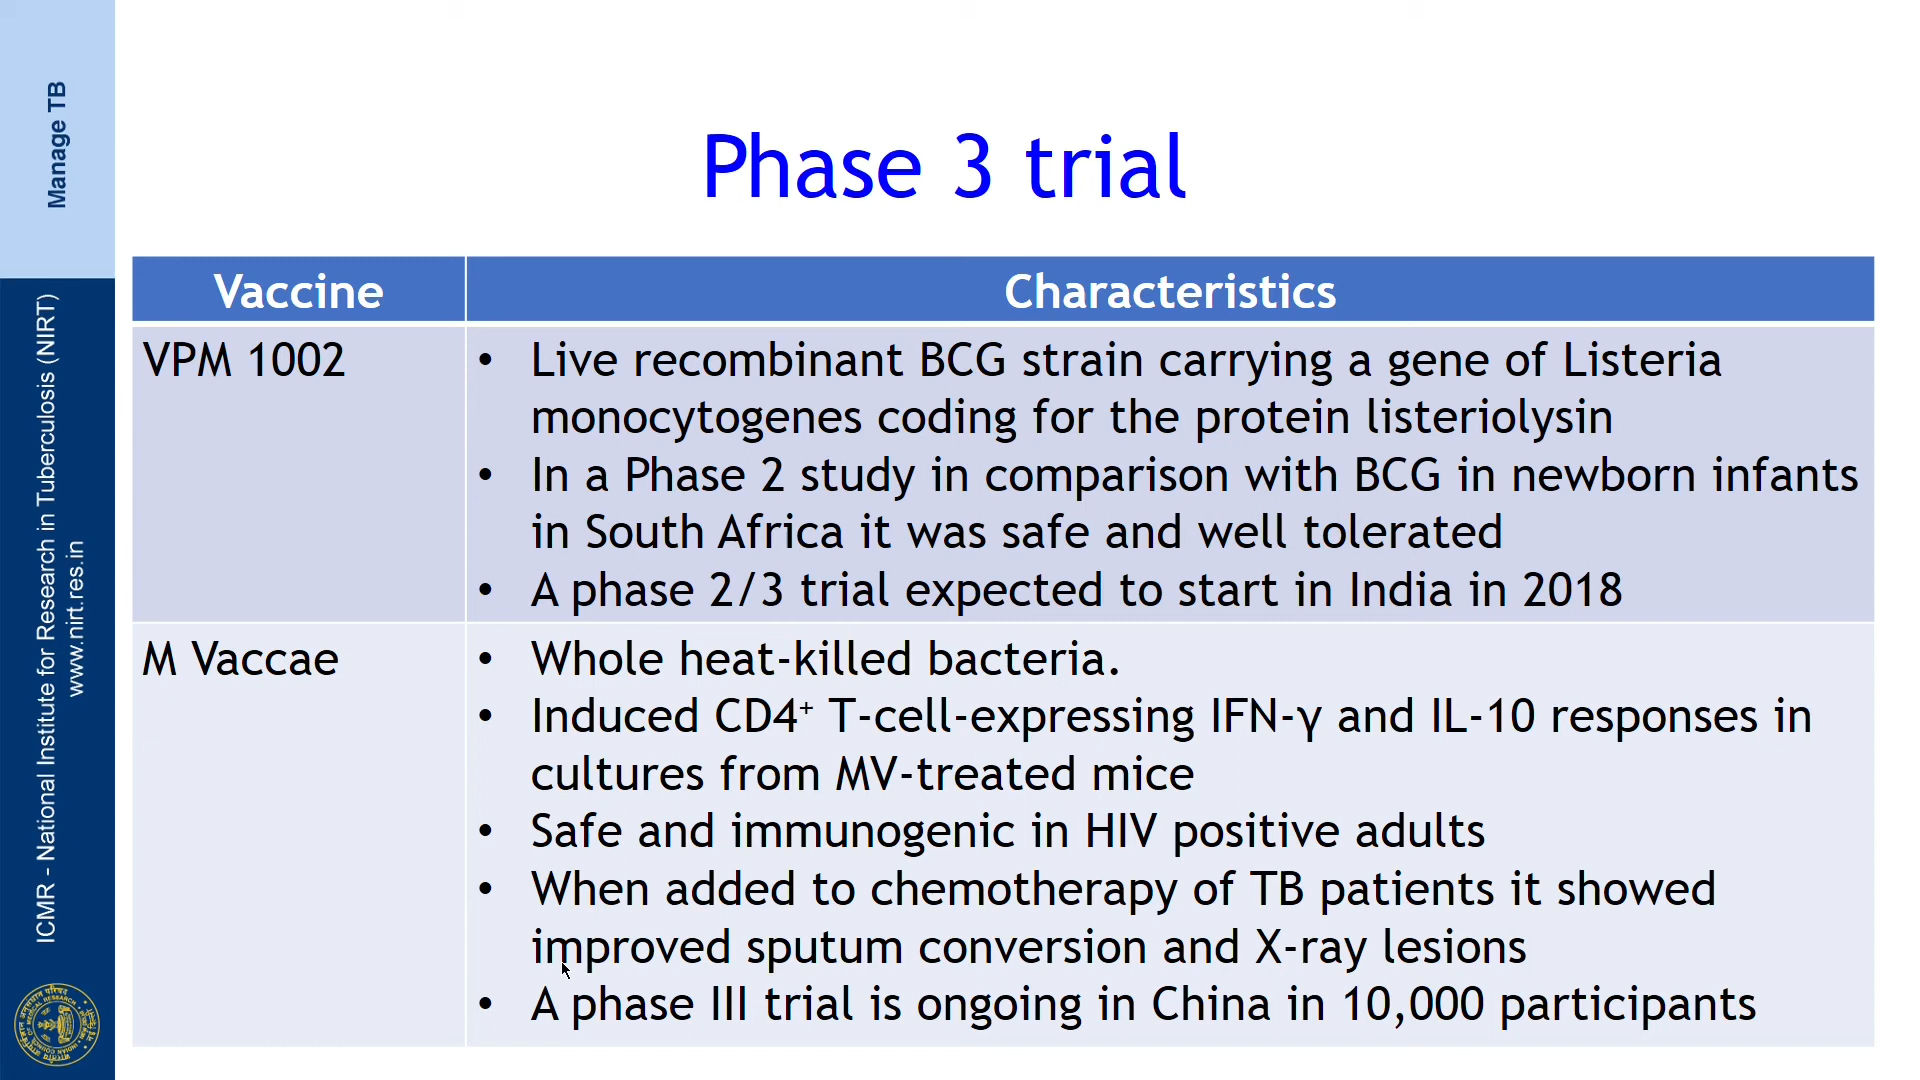 Manage TB
ICMR - National Institute for Research in Tuberculosis (NIRT)
www.nirt.res.in
Phase 3 trial
Vaccine
Characteristics
VPM 1002
• Live recombinant BCG strain carrying a gene of Listeria
monocytogenes coding for the protein listeriolysin
• In a Phase 2 study in comparison with BCG in newborn infants
in South Africa it was safe and well tolerated
• A phase 2/3 trial expected to start in India in 2018
M Vaccae
• Whole heat-killed bacteria.
• Induced CD4⁺ T-cell-expressing IFN-γ and IL-10 responses in
cultures from MV-treated mice
• Safe and immunogenic in HIV positive adults
• When added to chemotherapy of TB patients it showed
improved sputum conversion and X-ray lesions
• A phase III trial is ongoing in China in 10,000 participants